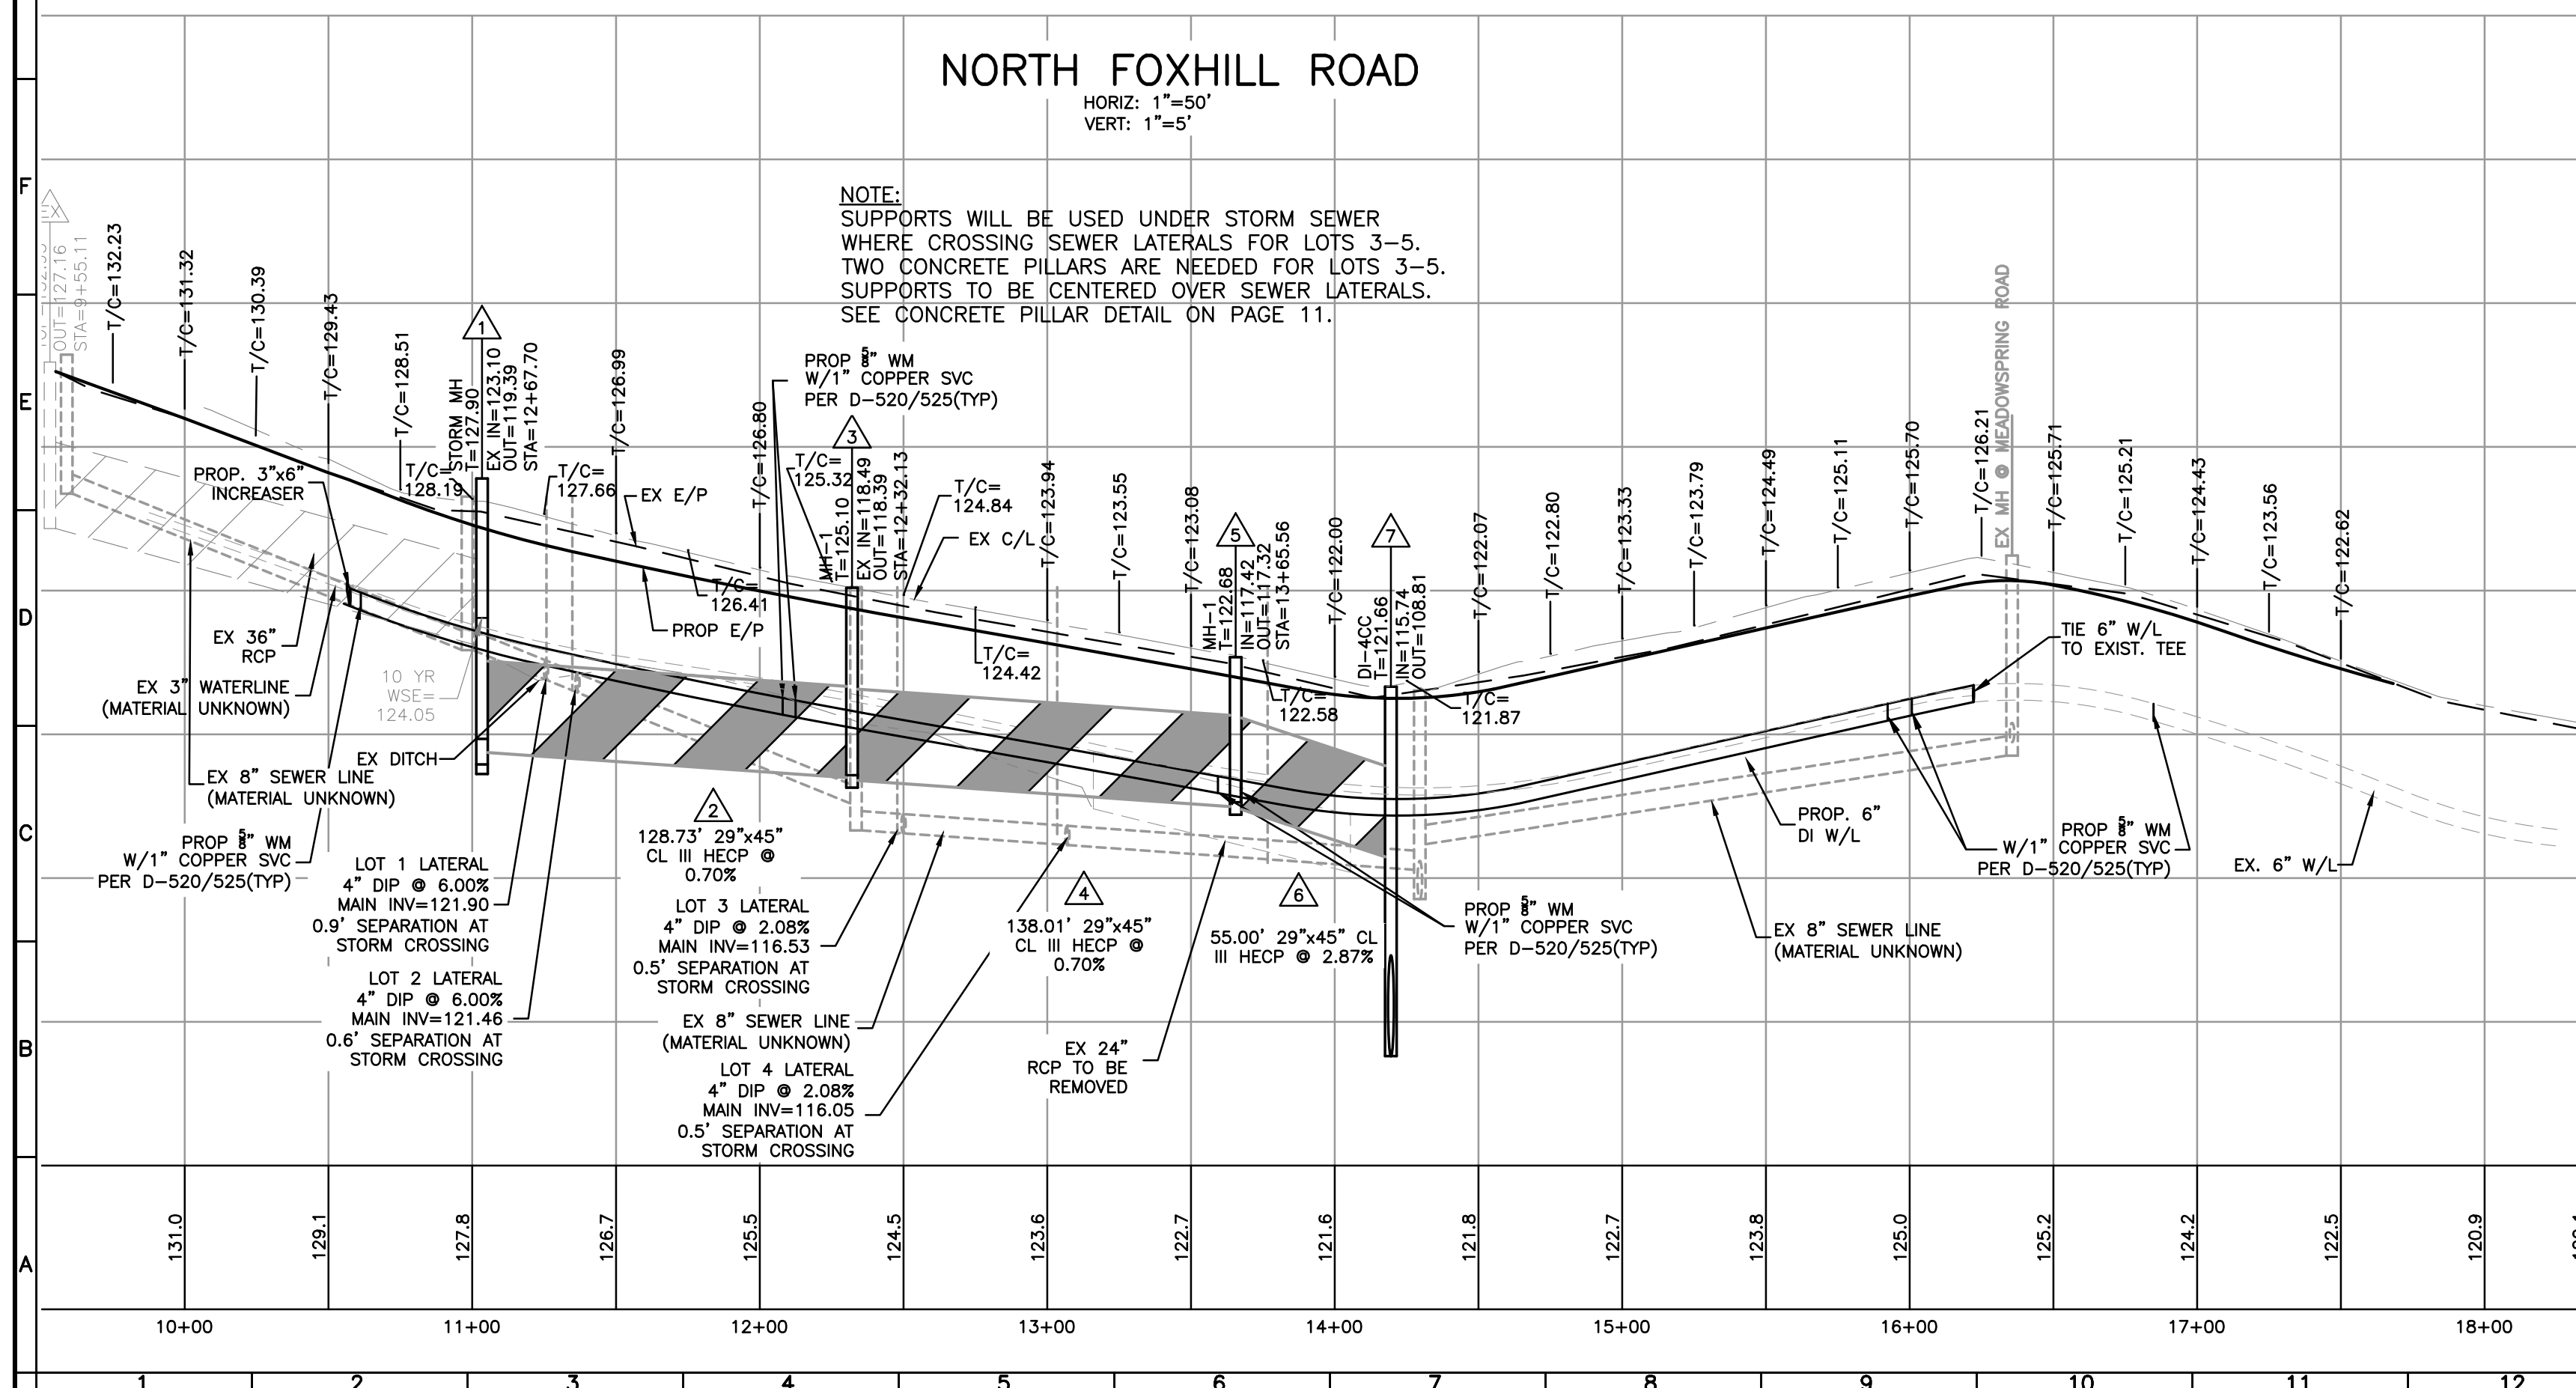 NORTH FOXHILL ROAD
HORIZ: 1"=50'
VERT: 1"=5'
NOTE:
SUPPORTS WILL BE USED UNDER STORM SEWER
WHERE CROSSING SEWER LATERALS FOR LOTS 3-5.
TWO CONCRETE PILLARS ARE NEEDED FOR LOTS 3-5.
SUPPORTS TO BE CENTERED OVER SEWER LATERALS.
SEE CONCRETE PILLAR DETAIL ON PAGE 11.
F
E
D
C
B
A
EX
OUT=127.16
STA=9+55.11
T/C=132.23
T/C=131.32
T/C=130.39
T/C=129.43
T/C=128.51
T/C=
128.19
1
STORM MH
T=127.90
EX IN=123.10
OUT=119.39
STA=12+67.70
T/C=
127.66
T/C=126.99
EX E/P
T/C=
126.41
PROP E/P
T/C=126.80
PROP 5/8" WM
W/1" COPPER SVC
PER D-520/525(TYP)
T/C=
125.32
3
MH-1
T=125.10
EX IN=118.49
OUT=118.39
STA=12+32.13
T/C=
124.84
EX C/L
T/C=
124.42
T/C=123.94
T/C=123.55
T/C=123.08
5
MH-1
T=122.68
IN=117.42
OUT=117.32
STA=13+65.56
T/C=
122.58
T/C=122.00
7
DI-4CC
T=121.66
IN=115.74
OUT=108.81
T/C=
121.87
T/C=122.07
T/C=122.80
T/C=123.33
T/C=123.79
T/C=124.49
T/C=125.11
T/C=125.70
T/C=126.21
EX MH @ MEADOWSPRING ROAD
T/C=125.71
T/C=125.21
T/C=124.43
T/C=123.56
T/C=122.62
PROP. 3"x6"
INCREASER
EX 36"
RCP
EX 3" WATERLINE
(MATERIAL UNKNOWN)
10 YR
WSE=
124.05
EX DITCH
EX 8" SEWER LINE
(MATERIAL UNKNOWN)
PROP 5/8" WM
W/1" COPPER SVC
PER D-520/525(TYP)
LOT 1 LATERAL
4" DIP @ 6.00%
MAIN INV=121.90
0.9' SEPARATION AT
STORM CROSSING
LOT 2 LATERAL
4" DIP @ 6.00%
MAIN INV=121.46
0.6' SEPARATION AT
STORM CROSSING
2
128.73' 29"x45"
CL III HECP @
0.70%
LOT 3 LATERAL
4" DIP @ 2.08%
MAIN INV=116.53
0.5' SEPARATION AT
STORM CROSSING
EX 8" SEWER LINE
(MATERIAL UNKNOWN)
LOT 4 LATERAL
4" DIP @ 2.08%
MAIN INV=116.05
0.5' SEPARATION AT
STORM CROSSING
4
138.01' 29"x45"
CL III HECP @
0.70%
EX 24"
RCP TO BE
REMOVED
6
55.00' 29"x45" CL
III HECP @ 2.87%
PROP 5/8" WM
W/1" COPPER SVC
PER D-520/525(TYP)
EX 8" SEWER LINE
(MATERIAL UNKNOWN)
PROP. 6"
DI W/L
TIE 6" W/L
TO EXIST. TEE
PROP 5/8" WM
W/1" COPPER SVC
PER D-520/525(TYP)
EX. 6" W/L
131.0
129.1
127.8
126.7
125.5
124.5
123.6
122.7
121.6
121.8
122.7
123.8
125.0
125.2
124.2
122.5
120.9
10+00
11+00
12+00
13+00
14+00
15+00
16+00
17+00
18+00
1
2
3
4
5
6
7
8
9
10
11
12